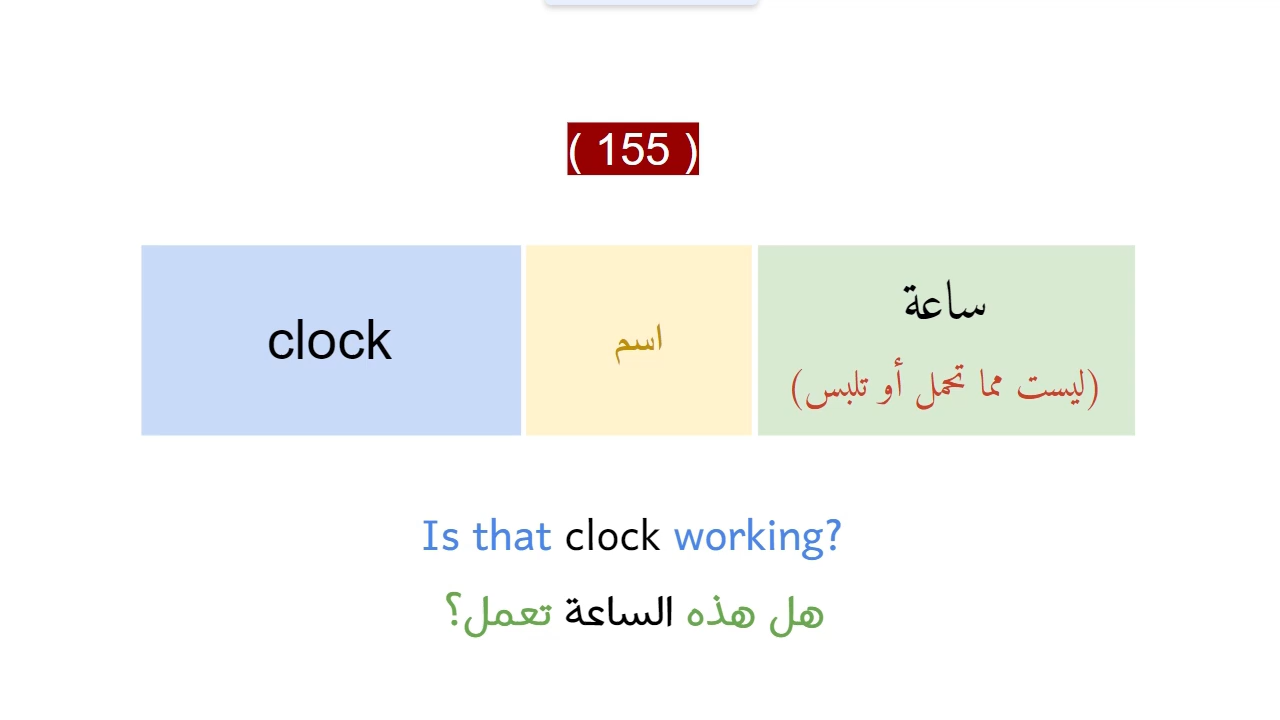 ( 155 )
clock
اسم
ساعة
(ليست مما تحمل أو تلبس)
Is that clock working?
هل هذه الساعة تعمل؟